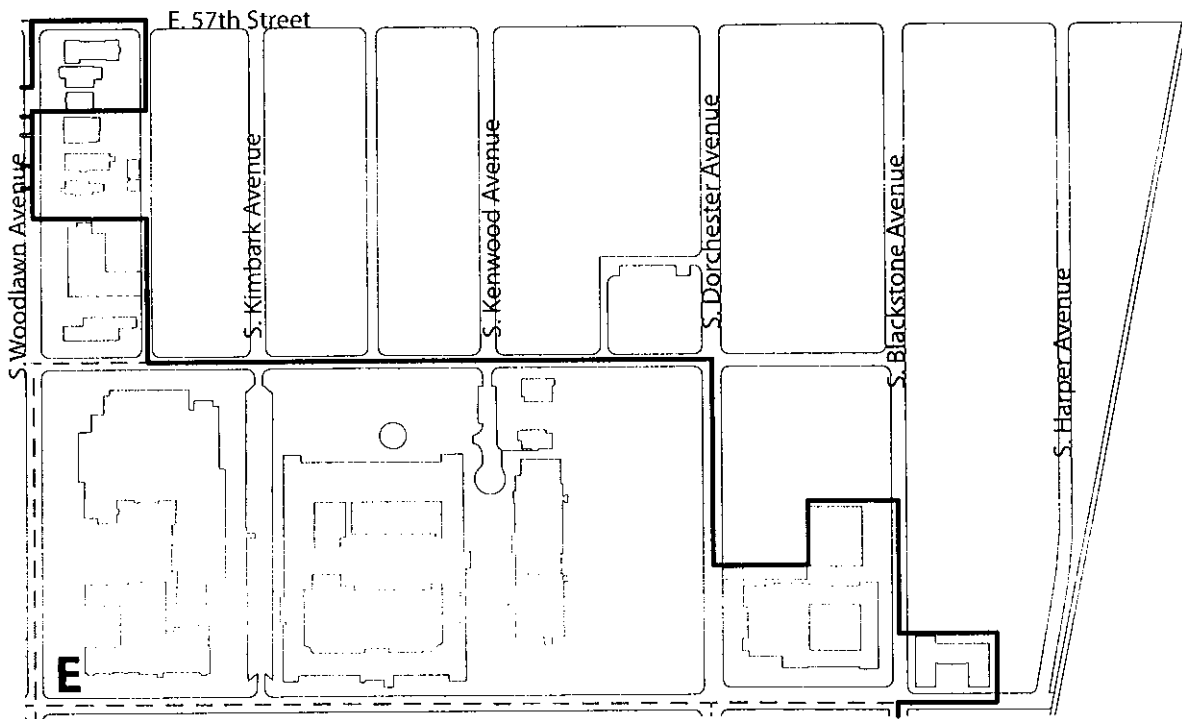 E. 57th Street
S. Woodlawn Avenue
S. Kimbark Avenue
S. Kenwood Avenue
S. Dorchester Avenue
S. Blackstone Avenue
S. Harper Avenue
E